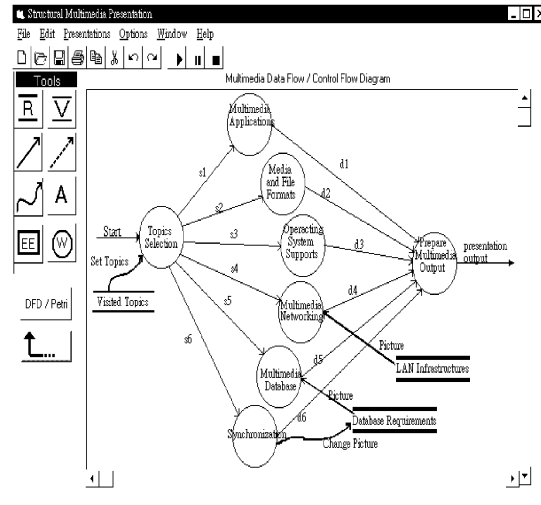 Structural Multimedia Presentation
File Edit Presentations Options Window Help
Tools
Multimedia Data Flow / Control Flow Diagram
R V
A
EE W
DFD / Petri
Multimedia
Applications
s1
d1
Media
and File
Formats
s2
d2
Start
Topics
Selection
s3
Operating
System
Supports
d3
Prepare
Multimedia
Output
presentation
output
Set Topics
Visited Topics
s4
Multimedia
Networking
d4
Picture
LAN Infrastructures
s5
Multimedia
Database
d5
Picture
Database Requirements
s6
Synchronization
d6
Change Picture